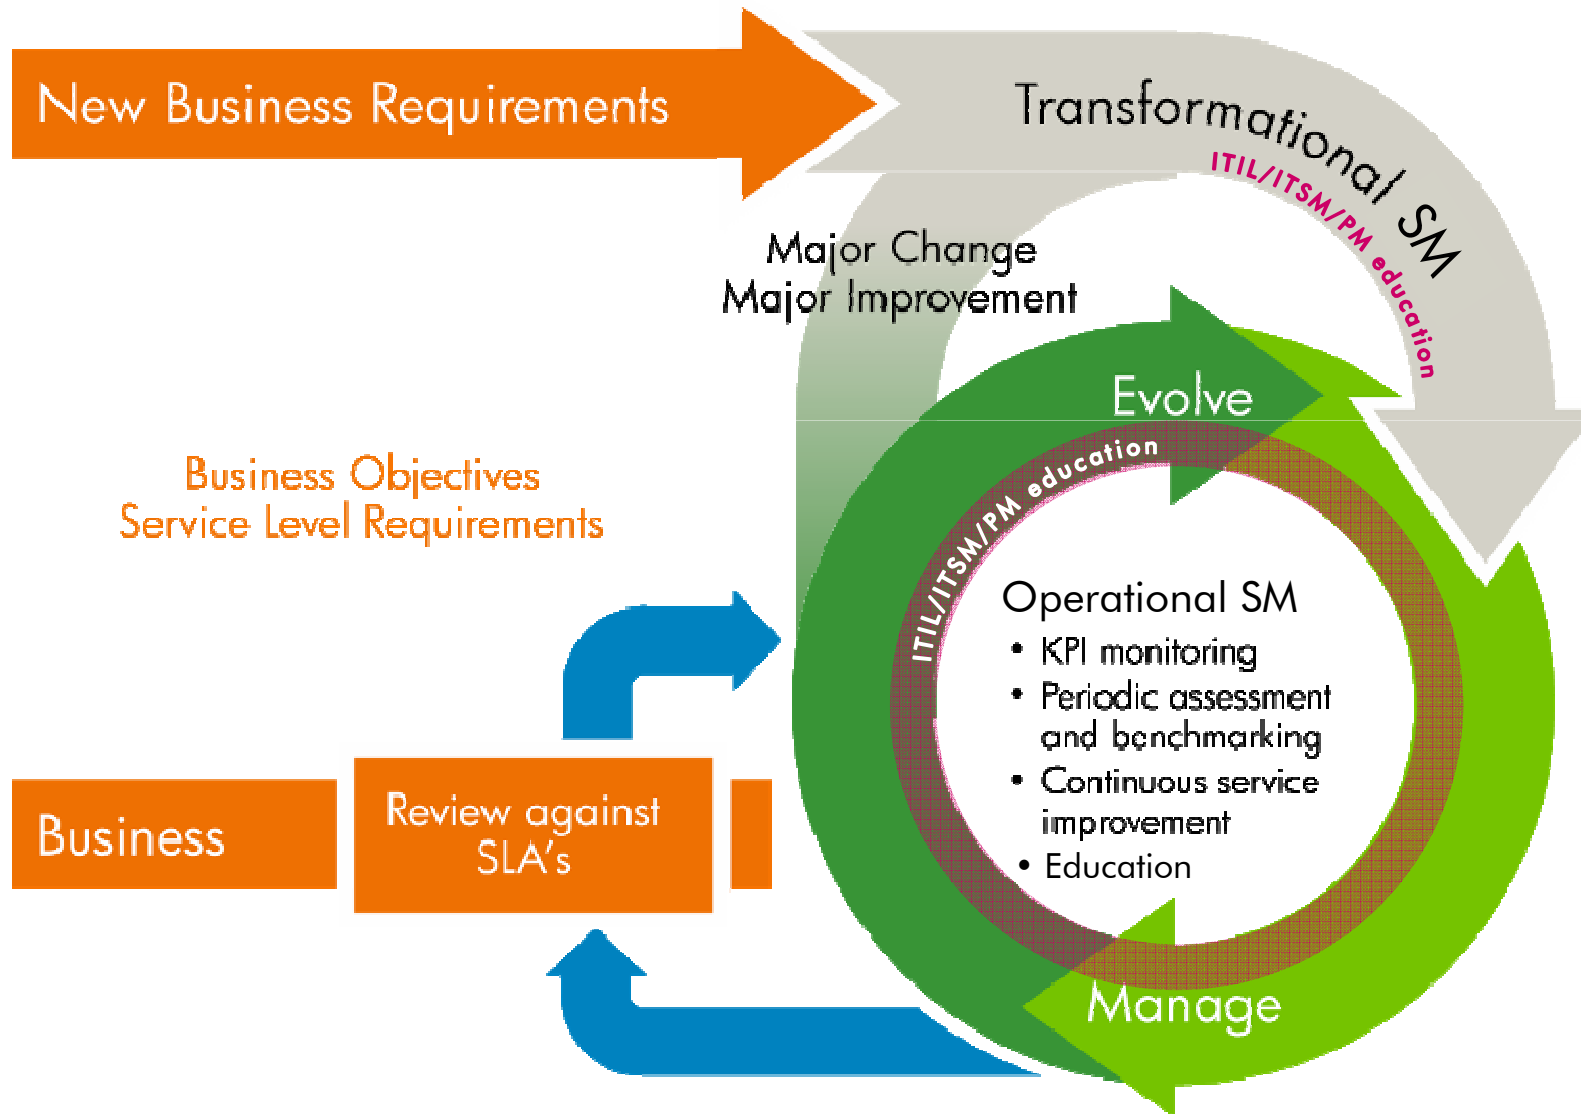 New Business Requirements
Transformational SM
ITIL/ITSM/PM education
Major Change
Major Improvement
Evolve
ITIL/ITSM/PM education
Business Objectives
Service Level Requirements
Operational SM
• KPI monitoring
• Periodic assessment
and benchmarking
• Continuous service
improvement
• Education
Business
Review against
SLA's
Manage